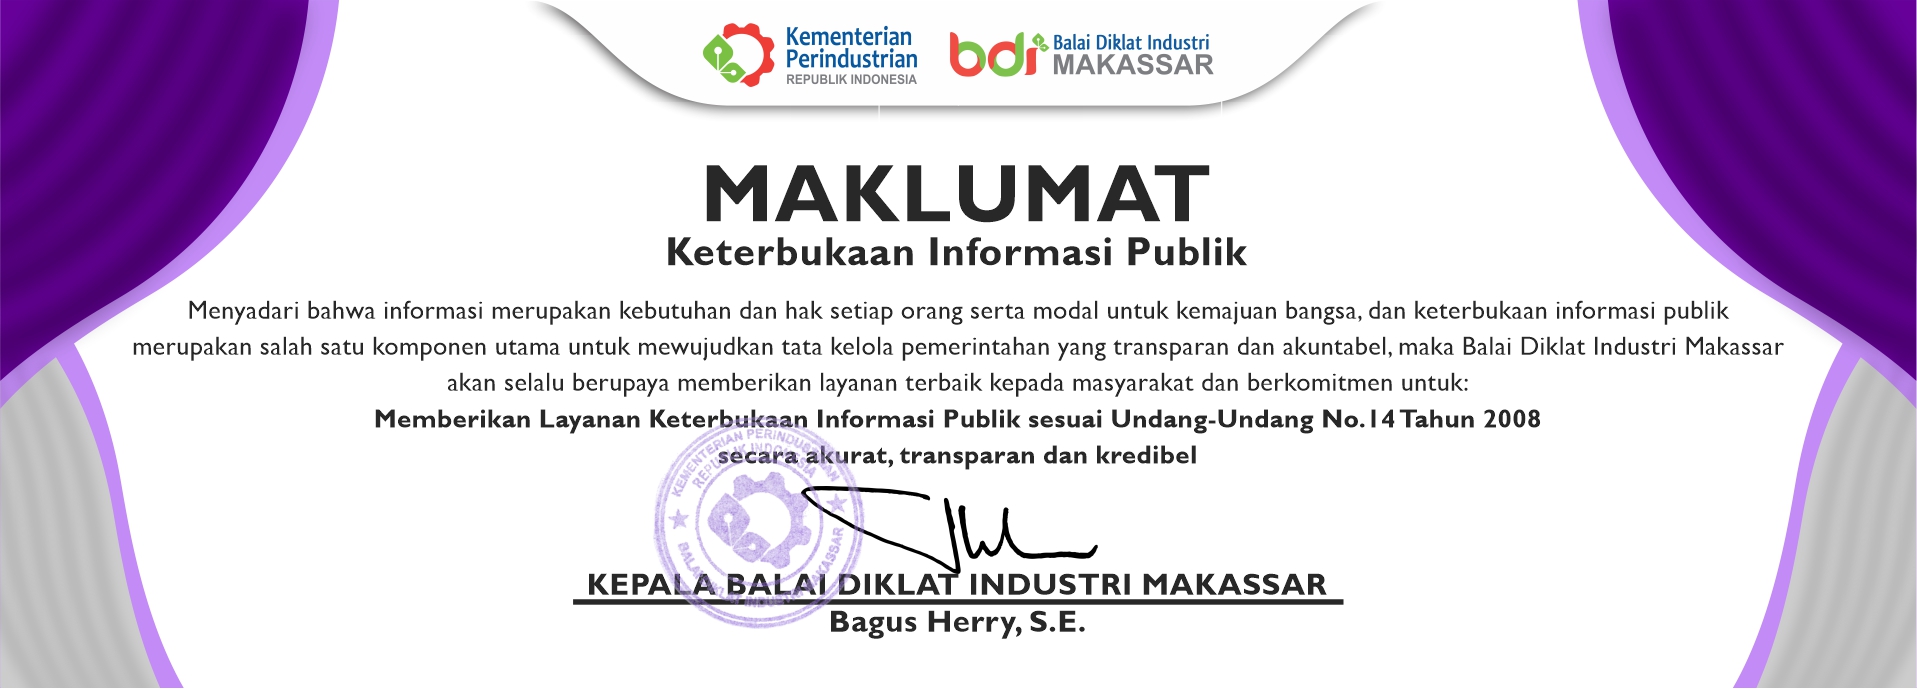 Kementerian
Perindustrian
REPUBLIK INDONESIA
bdi Balai Diklat Industri
MAKASSAR
MAKLUMAT
Keterbukaan Informasi Publik
Menyadari bahwa informasi merupakan kebutuhan dan hak setiap orang serta modal untuk kemajuan bangsa, dan keterbukaan informasi publik
merupakan salah satu komponen utama untuk mewujudkan tata kelola pemerintahan yang transparan dan akuntabel, maka Balai Diklat Industri Makassar
akan selalu berupaya memberikan layanan terbaik kepada masyarakat dan berkomitmen untuk:
Memberikan Layanan Keterbukaan Informasi Publik sesuai Undang-Undang No.14 Tahun 2008
secara akurat, transparan dan kredibel
KEMENTERIAN PERINDUSTRIAN
REPUBLIK INDONESIA
BALAI DIKLAT INDUSTRI MAKASSAR
KEPALA BALAI DIKLAT INDUSTRI MAKASSAR
Bagus Herry, S.E.